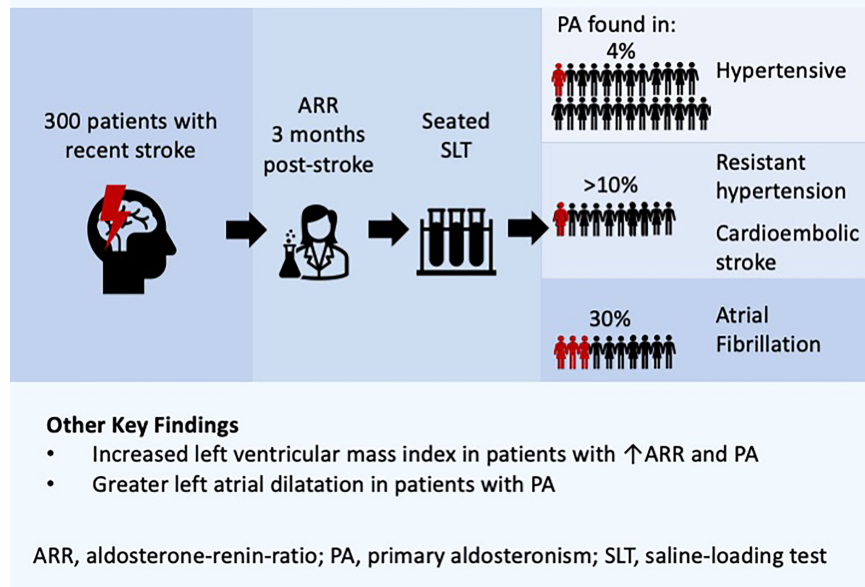 300 patients with
recent stroke
ARR
3 months
post-stroke
Seated
SLT
PA found in:
4%
Hypertensive
>10%
Resistant
hypertension
Cardioembolic
stroke
30%
Atrial
Fibrillation
Other Key Findings
• Increased left ventricular mass index in patients with ↑ARR and PA
• Greater left atrial dilatation in patients with PA
ARR, aldosterone-renin-ratio; PA, primary aldosteronism; SLT, saline-loading test